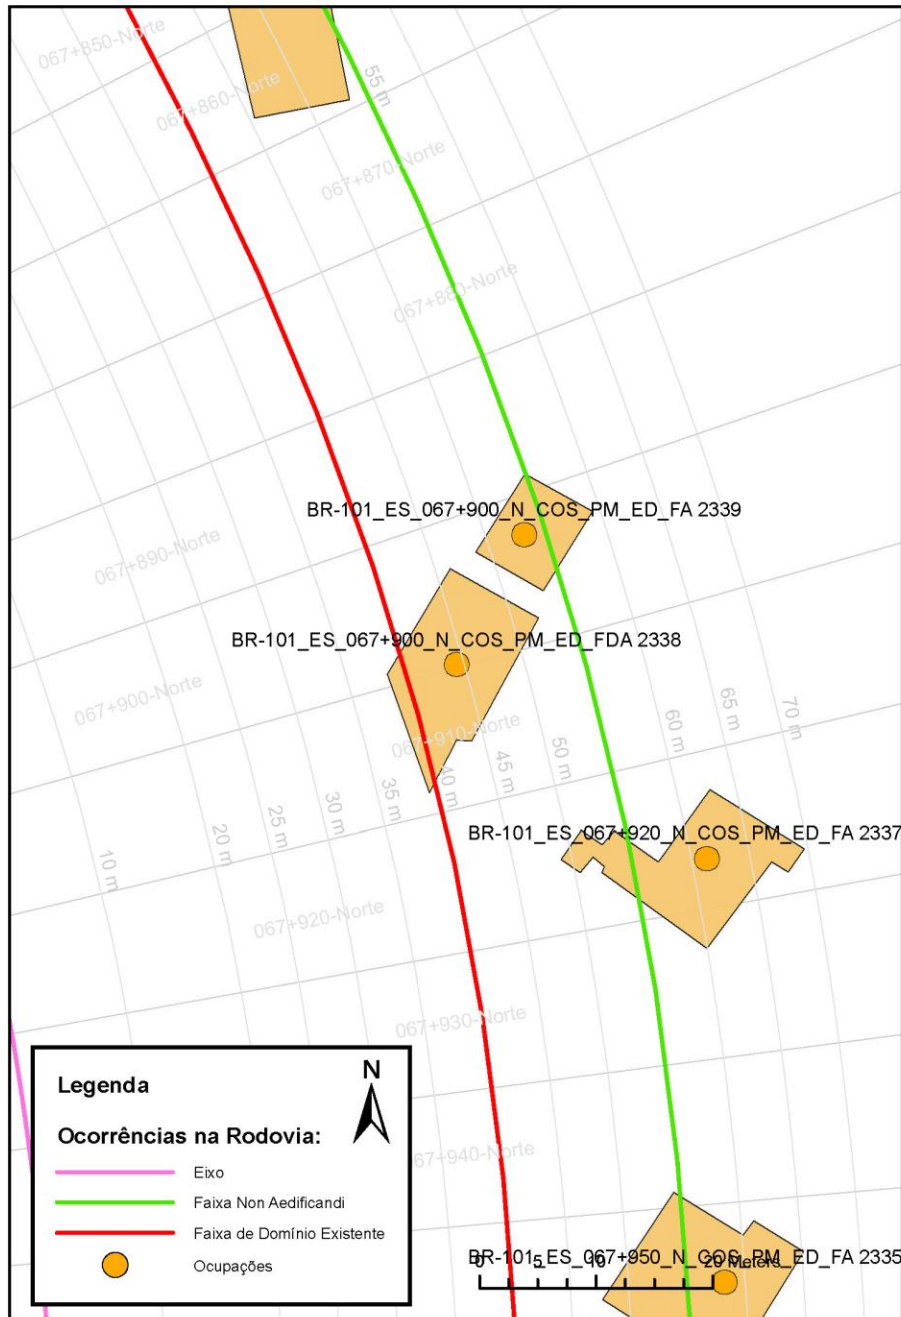 067+850-Norte
55 m
067+860-Norte
067+870-Norte
067+880-Norte
BR-101_ES_067+900_N_COS_PM_ED_FA 2339
067+890-Norte
BR-101_ES_067+900_N_COS_PM_ED_FDA 2338
067+900-Norte
067+910-Norte
10 m
20 m
25 m
30 m
35 m
40 m
45 m
50 m
60 m
65 m
70 m
BR-101_ES_067+920_N_COS_PM_ED_FA 2337
067+920-Norte
067+930-Norte
067+940-Norte
Legenda
N
Ocorrências na Rodovia:
Eixo
Faixa Non Aedificandi
Faixa de Domínio Existente
Ocupações
BR-101_ES_067+950_N_COS_PM_ED_FA 2335
0 5 10 20 Meters